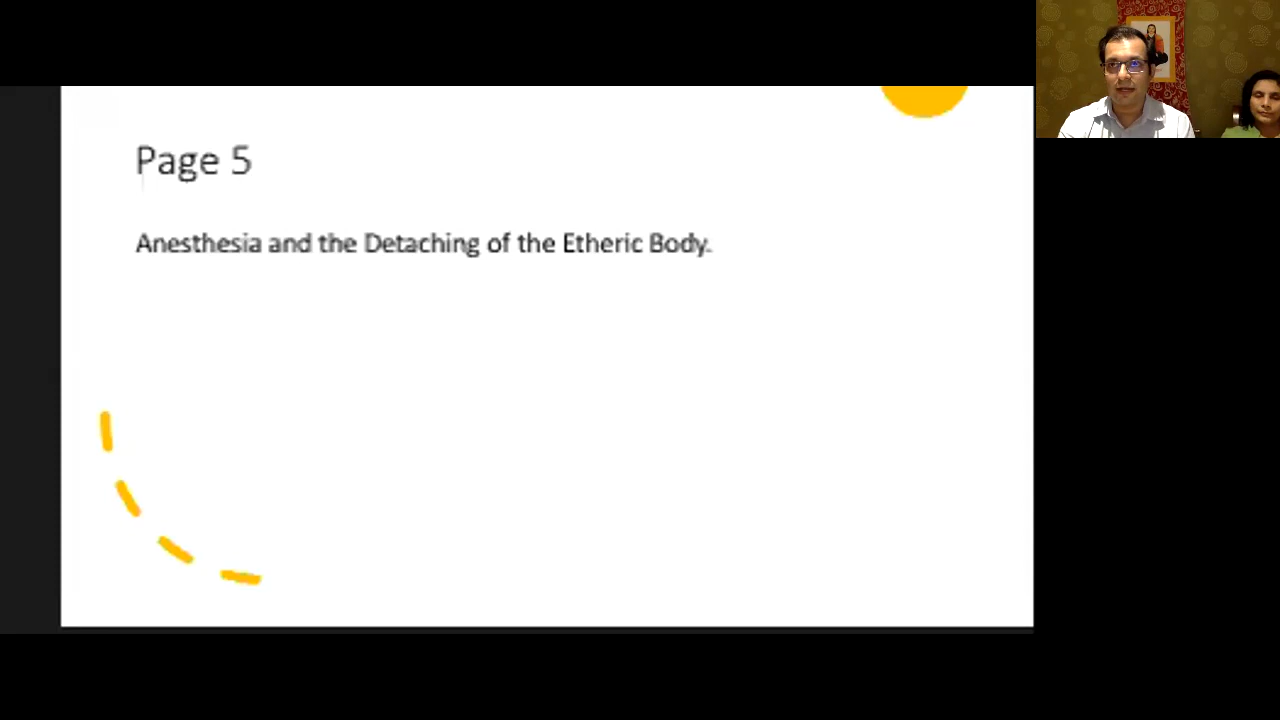 Page 5
Anesthesia and the Detaching of the Etheric Body.